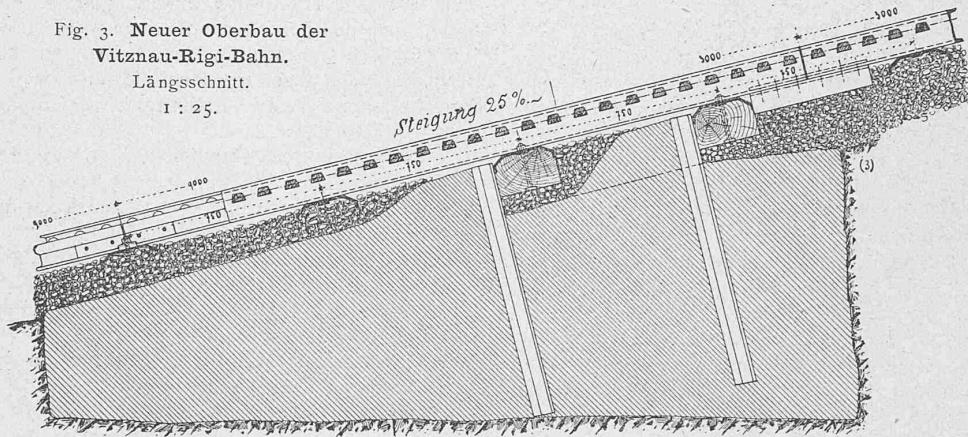 Fig. 3. Neuer Oberbau der
Vitznau-Rigi-Bahn.
Längsschnitt.
1 : 25.
Steigung 25%
3000
3000
750
750
750
750
3000
1000
(3)